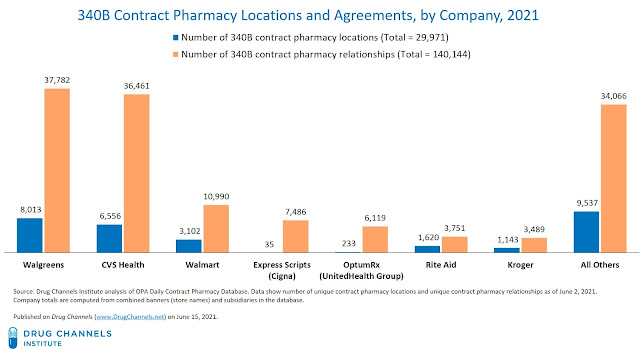 340B Contract Pharmacy Locations and Agreements, by Company, 2021
Number of 340B contract pharmacy locations (Total = 29,971)
Number of 340B contract pharmacy relationships (Total = 140,144)
37,782
36,461
34,066
8,013
6,556
3,102
10,990
35
7,486
233
6,119
1,620
3,751
1,143
3,489
9,537
Walgreens
CVS Health
Walmart
Express Scripts
(Cigna)
OptumRx
(UnitedHealth Group)
Rite Aid
Kroger
All Others
Source: Drug Channels Institute analysis of OPA Daily Contract Pharmacy Database. Data show number of unique contract pharmacy locations and unique contract pharmacy relationships as of June 2, 2021.
Company totals are computed from combined banners (store names) and subsidiaries in the database.
Published on Drug Channels (www.DrugChannels.net) on June 15, 2021.
DRUG CHANNELS
INSTITUTE